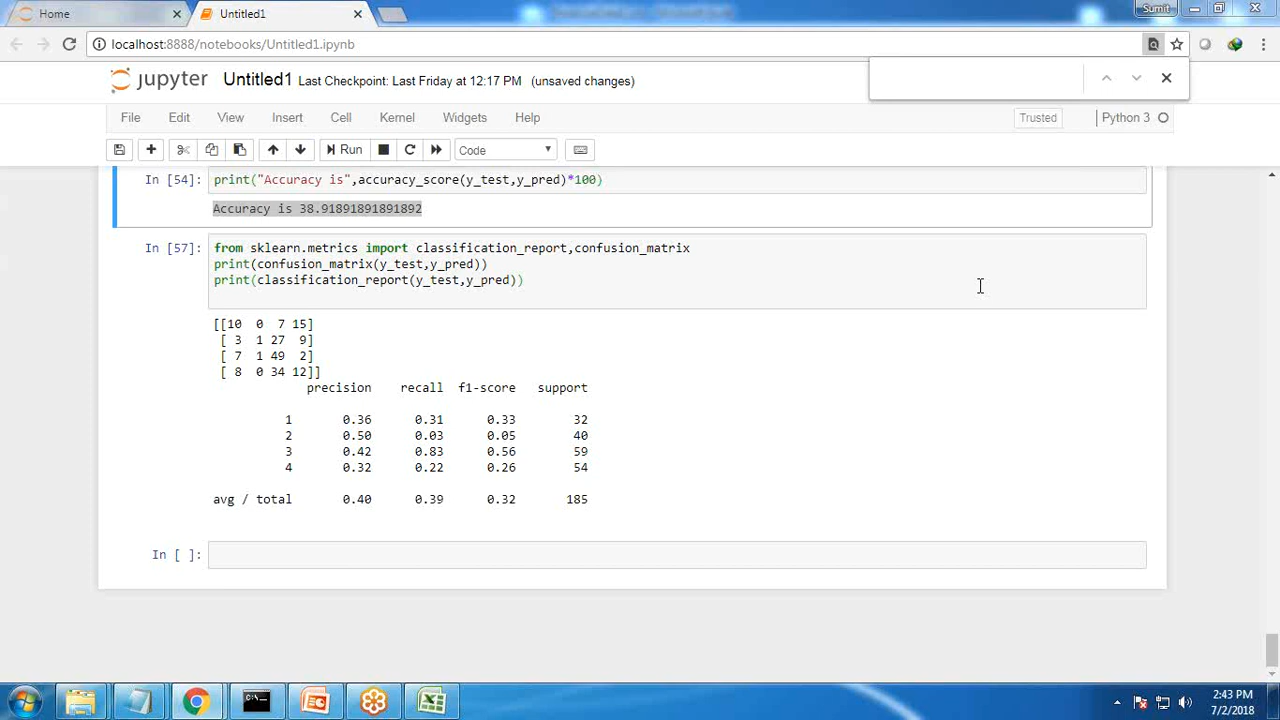 Home
Untitled1
Sumit
localhost:8888/notebooks/Untitled1.ipynb
jupyter Untitled1 Last Checkpoint: Last Friday at 12:17 PM (unsaved changes)
File Edit View Insert Cell Kernel Widgets Help
Trusted
Python 3
Run
Code
In [54]: print("Accuracy is",accuracy_score(y_test,y_pred)*100)
Accuracy is 38.91891891891892
In [57]: from sklearn.metrics import classification_report,confusion_matrix
print(confusion_matrix(y_test,y_pred))
print(classification_report(y_test,y_pred))
[[10 0 7 15]
[ 3 1 27 9]
[ 7 1 49 2]
[ 8 0 34 12]]
precision recall f1-score support
1 0.36 0.31 0.33 32
2 0.50 0.03 0.05 40
3 0.42 0.83 0.56 59
4 0.32 0.22 0.26 54
avg / total 0.40 0.39 0.32 185
In [ ]:
2:43 PM
7/2/2018